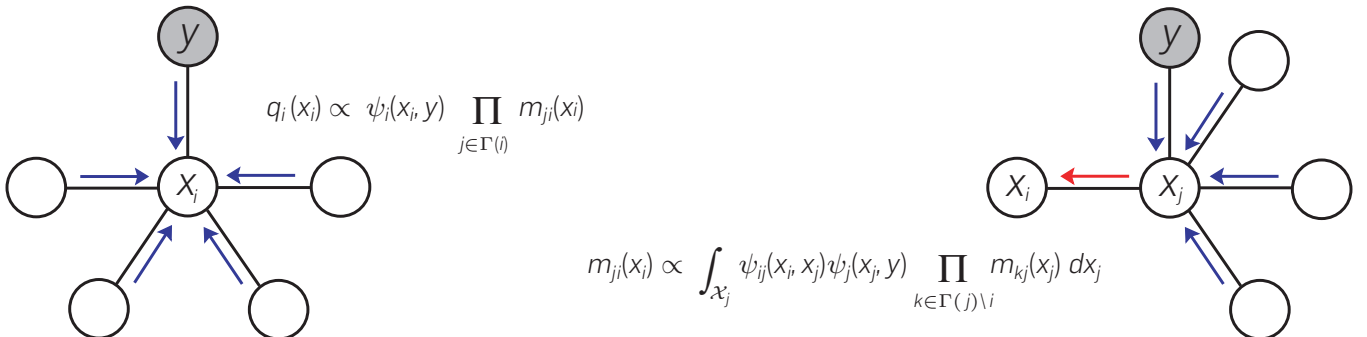 y
q_i(x_i) ∝ ψ_i(x_i, y) ∏_{j∈Γ(i)} m_{ji}(x_i)
x_i
y
x_i
x_j
m_{ji}(x_i) ∝ ∫_{𝒳_j} ψ_{ij}(x_i, x_j)ψ_j(x_j, y) ∏_{k∈Γ(j)\i} m_{kj}(x_j) dx_j